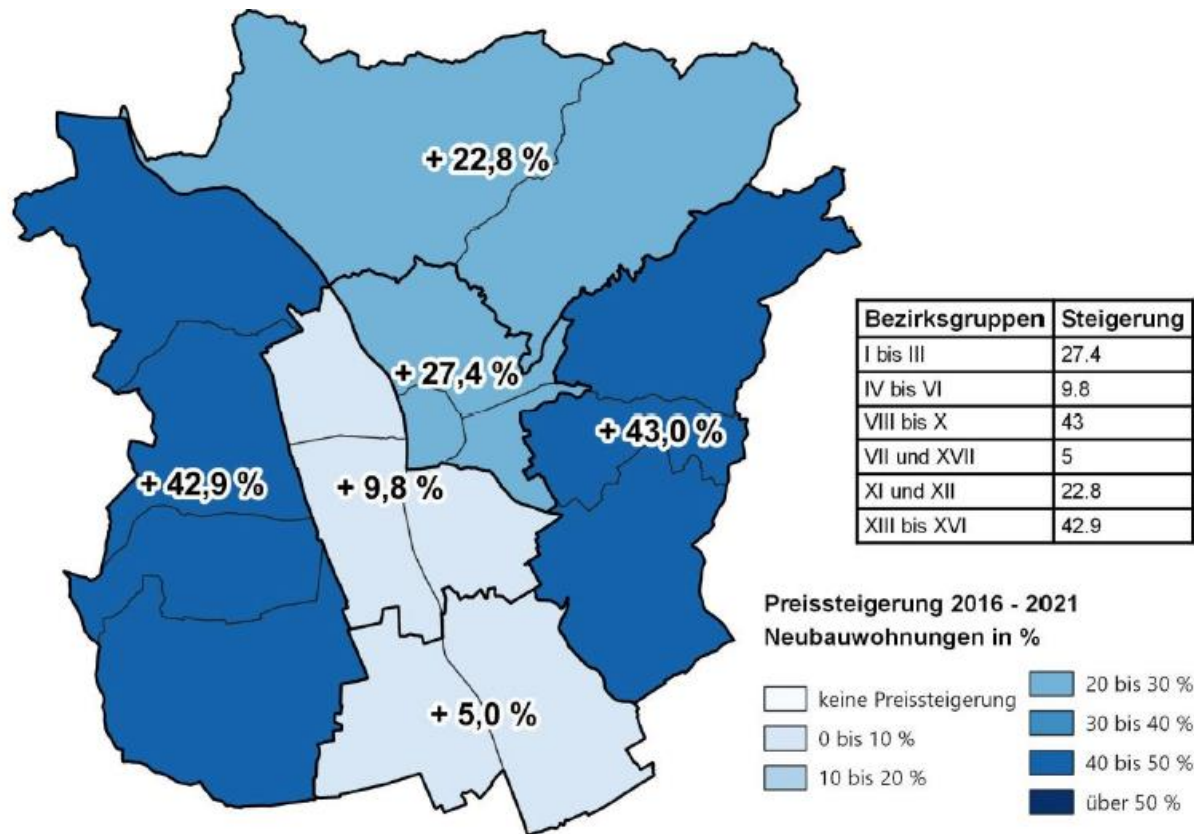 + 22,8 %
+ 27,4 %
+ 43,0 %
+ 42,9 %
+ 9,8 %
+ 5,0 %
Bezirksgruppen Steigerung
I bis III 27.4
IV bis VI 9.8
VIII bis X 43
VII und XVII 5
XI und XII 22.8
XIII bis XVI 42.9
Preissteigerung 2016 - 2021
Neubauwohnungen in %
keine Preissteigerung
0 bis 10 %
10 bis 20 %
20 bis 30 %
30 bis 40 %
40 bis 50 %
über 50 %